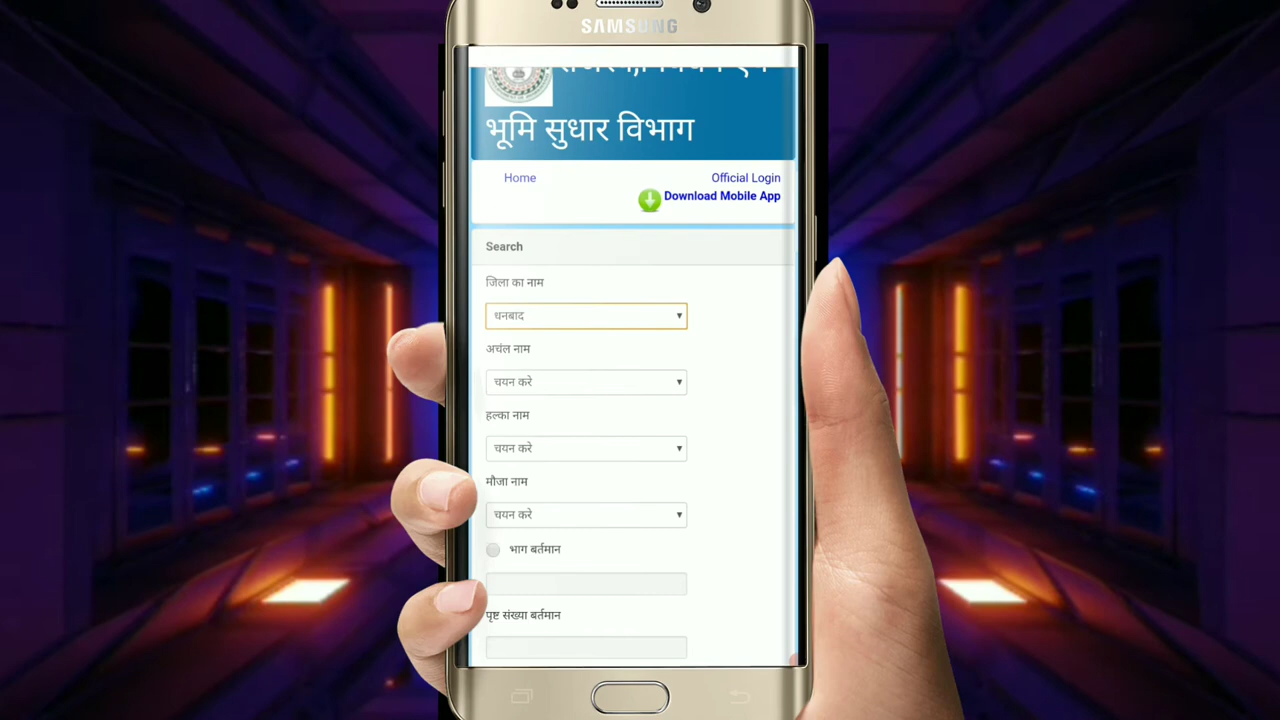 SAMSUNG
भूमि सुधार विभाग
Home
Official Login
Download Mobile App
Search
जिला का नाम
धनबाद
अचंल नाम
चयन करे
हल्का नाम
चयन करे
मौजा नाम
चयन करे
भाग बर्तमान
पृष्ट संख्या बर्तमान